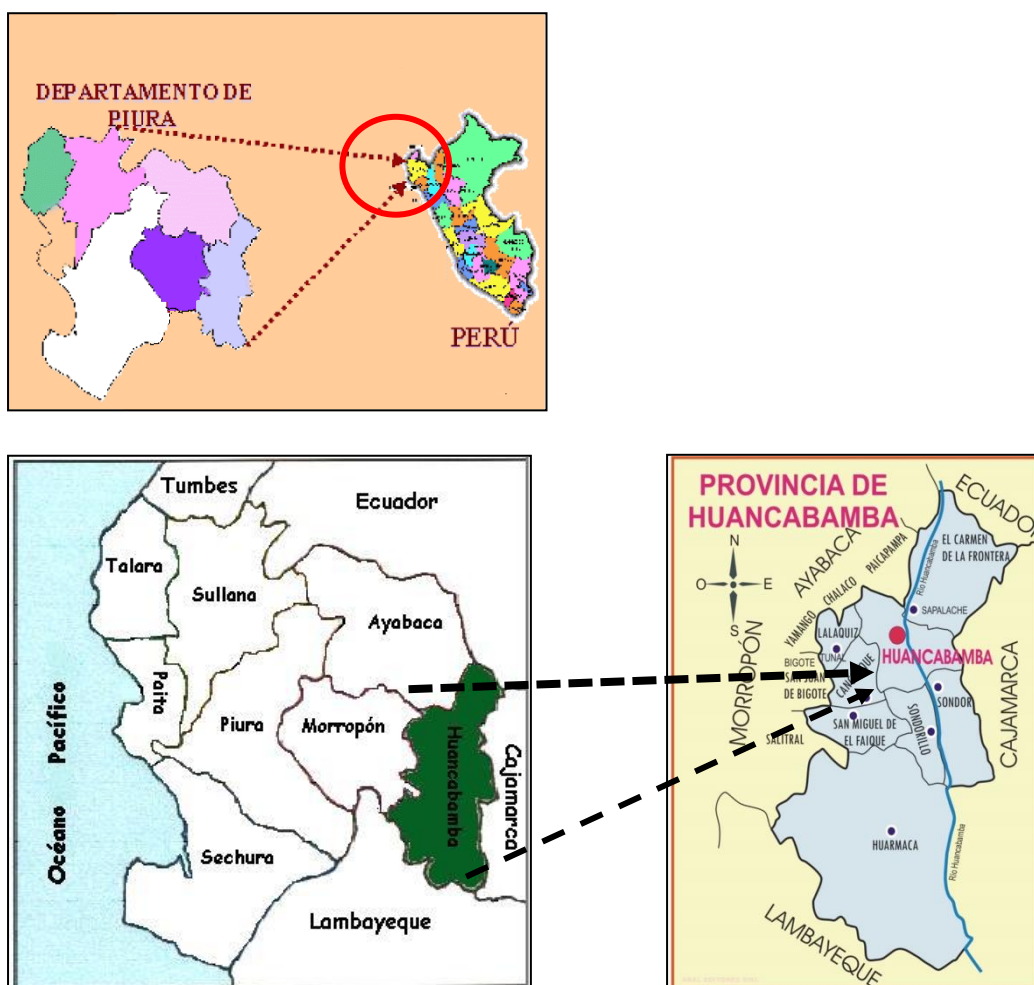 DEPARTAMENTO DE
PIURA
PERÚ
Tumbes
Ecuador
Talara
Sullana
Ayabaca
Paita
Piura
Morropón
Huancabamba
Cajamarca
Océano Pacífico
Sechura
Lambayeque
PROVINCIA DE
HUANCABAMBA
ECUADOR
N
O
E
S
AYABACA
PAICAPAMPA
CHALACO
YAMANGO
EL CARMEN
DE LA FRONTERA
Río Huancabamba
SAPALACHE
LALAQUIZ
TUNAL
HUANCABAMBA
BIGOTE
SAN JUAN
DE BIGOTE
MORROPÓN
SONDOR
SAN MIGUEL DE
EL FAIQUE
SONDORILLO
SALITRAL
CAJAMARCA
HUARMACA
Río Huancabamba
LAMBAYEQUE